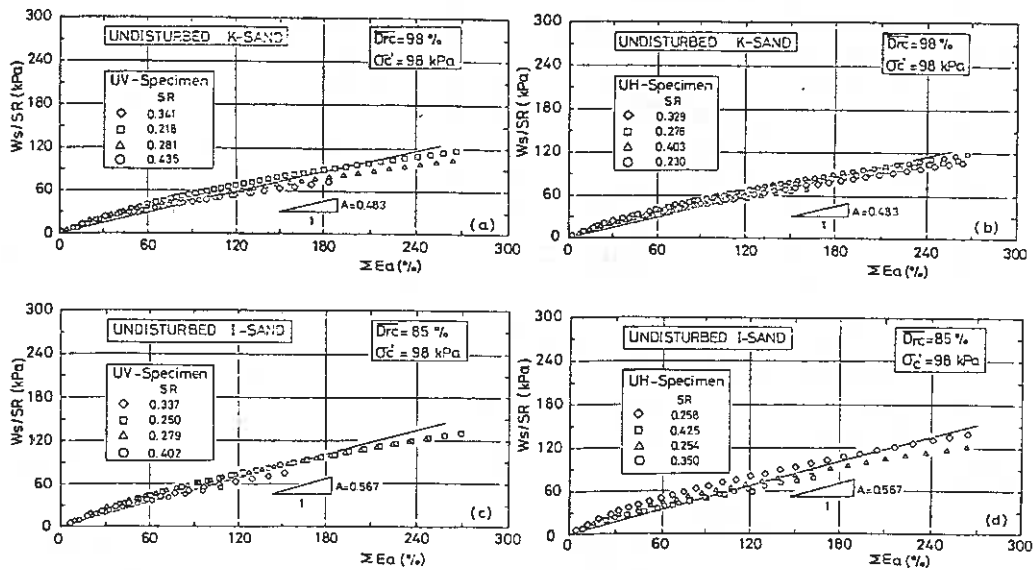 300
240
180
120
60
0
Ws/SR (kPa)
UNDISTURBED K-SAND
Drc=98 %
σc'= 98 kPa
UV-Specimen
SR
◇ 0.341
□ 0.218
△ 0.281
○ 0.435
A=0.483
1
(a)
60 120 180 240 300
ΣEa(%)
300
240
180
120
60
0
Ws/SR (kPa)
UNDISTURBED K-SAND
Drc=98 %
σc'= 98 kPa
UH-Specimen
SR
◇ 0.329
□ 0.276
△ 0.403
○ 0.230
A=0.483
1
(b)
0 60 120 180 240 300
ΣEa(%)
300
240
180
120
60
0
Ws/SR (kPa)
UNDISTURBED I-SAND
Drc=85 %
σc'= 98 kPa
UV-Specimen
SR
◇ 0.337
□ 0.250
△ 0.279
○ 0.402
A=0.567
1
(c)
0 60 120 180 240 300
ΣEa(%)
300
240
180
120
60
0
Ws/SR (kPa)
UNDISTURBED I-SAND
Drc=85 %
σc'= 98 kPa
UH-Specimen
SR
◇ 0.258
□ 0.425
△ 0.254
○ 0.350
A=0.567
1
(d)
0 60 120 180 240 300
ΣEa(%)